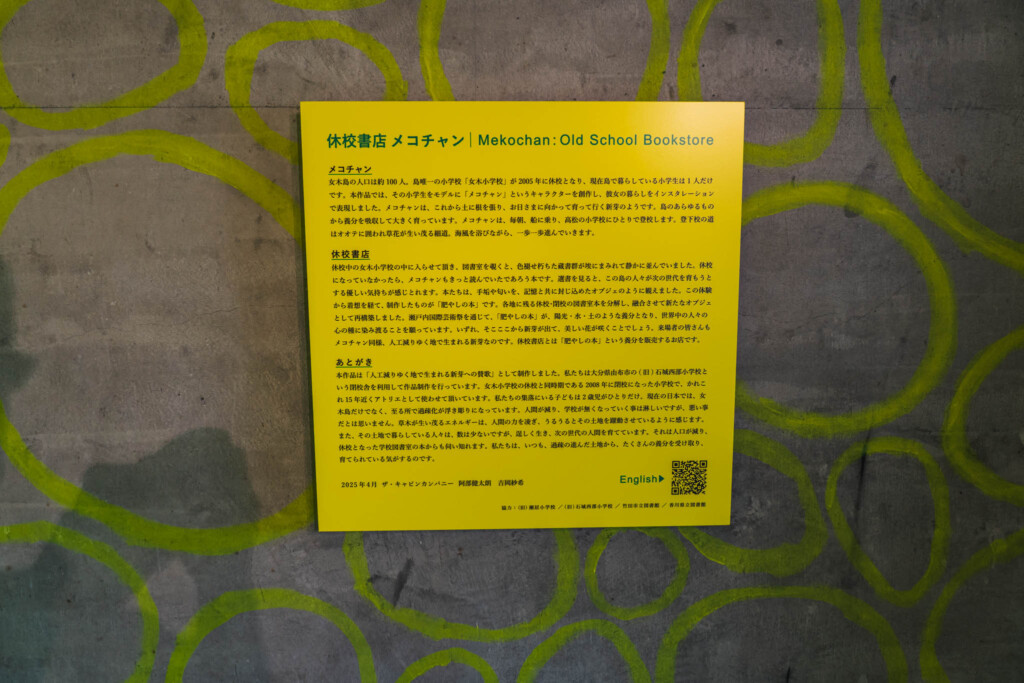 休校書店 メコチャン｜Mekochan: Old School Bookstore
メコチャン
女木島の人口は約100人。島唯一の小学校「女木小学校」が2005年に休校となり、現在島で暮らしている小学生は1人だけ
です。本作品では、その小学生をモデルに「メコチャン」というキャラクターを創作し、彼女の暮らしをインスタレーション
で表現しました。メコチャンは、これから土に根を張り、お日さまに向かって育って行く新芽のようです。島のあらゆるもの
から養分を吸収して大きく育っています。メコチャンは、毎朝、船に乗り、高松の小学校にひとりで登校します。登下校の道
はオオテに囲われ草花が生い茂る細道。海風を浴びながら、一歩一歩進んでいきます。
休校書店
休校中の女木小学校の中に入らせて頂き、図書室を覗くと、色褪せ朽ちた蔵書群が埃にまみれて静かに並んでいました。休校
になっていなかったら、メコチャンもきっと読んでいたであろう本です。選書を見ると、この島の人々が次の世代を育もうと
する優しい気持ちが感じとれます。本たちは、手垢や匂いを、記憶と共に封じ込めたオブジェのように観えました。この体験
から着想を経て、制作したものが「肥やしの本」です。各地に残る休校・閉校の図書室本を分解し、融合させて新たなオブジェ
として再構築しました。瀬戸内国際芸術祭を通じて、「肥やしの本」が、陽光・水・土のような養分となり、世界中の人々の
心の種に染み渡ることを願っています。いずれ、そこここから新芽が出て、美しい花が咲くことでしょう。来場者の皆さんも
メコチャン同様、人工減りゆく地で生まれる新芽なのです。休校書店とは「肥やしの本」という養分を販売するお店です。
あとがき
本作品は「人工減りゆく地で生まれる新芽への賛歌」として制作しました。私たちは大分県由布市の（旧）石城西部小学校と
いう閉校舎を利用して作品制作を行っています。女木小学校の休校と同時期である2008年に閉校になった小学校で、かれこ
れ15年近くアトリエとして使わせて頂いています。私たちの集落にいる子どもは2歳児がひとりだけ。現在の日本では、女
木島だけでなく、至る所で過疎化が浮き彫りになっています。人間が減り、学校が無くなっていく事は淋しいですが、悪い事
だとは思いません。草木が生い茂るエネルギーは、人間の力を凌ぎ、うるうるとその土地を躍動させているように感じます。
また、その土地で暮らしている人々は、数は少ないですが、逞しく生き、次の世代の人間を育てています。それは人口が減り、
休校となった学校図書室の本からも伺い知れます。私たちは、いつも、過疎の進んだ土地から、たくさんの養分を受け取り、
育てられている気がするのです。
2025年4月 ザ・キャビンカンパニー 阿部健太朗 吉岡紗希
English▶
協力：（旧）　　小学校 ／（旧）石城西部小学校 ／ 竹田市立図書館 ／ 香川県立図書館